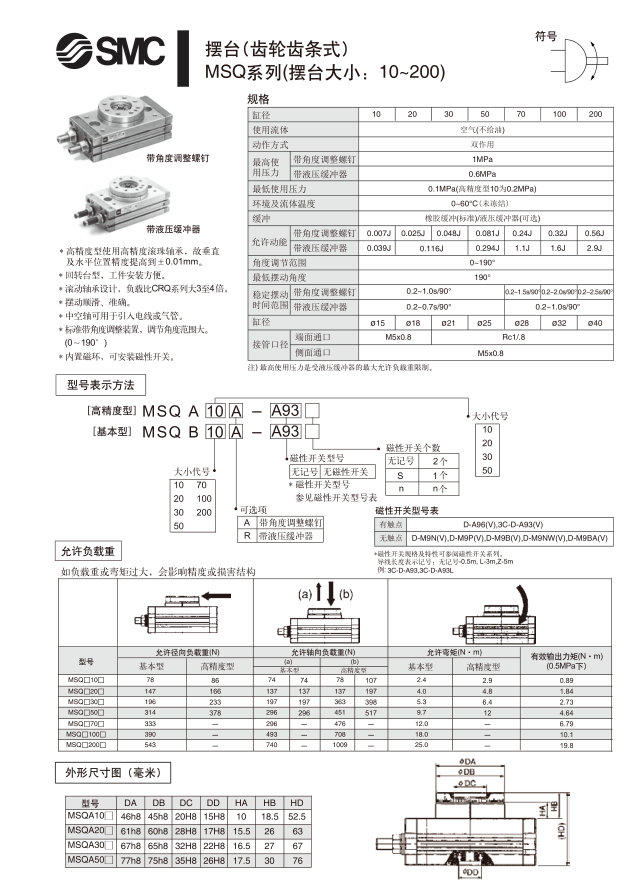 SMC
摆台(齿轮齿条式)
MSQ系列(摆台大小：10~200)
符号
带角度调整螺钉
带液压缓冲器
* 高精度型使用高精度滚珠轴承，故垂直
及水平位置精度提高到±0.01mm。
* 回转台型，工件安装方便。
* 滚动轴承设计，负载比CRQ系列大3至4倍。
* 摆动顺滑、准确。
* 中空轴可用于引入电线或气管。
* 标准带角度调整装置，调节角度范围大。
(0～190°)
* 内置磁环，可安装磁性开关。
规格
缸径 10 20 30 50 70 100 200
使用流体 空气(不给油)
动作方式 双作用
最高使用压力 带角度调整螺钉 1MPa
带液压缓冲器 0.6MPa
最低使用压力 0.1MPa(高精度型10为0.2MPa)
环境及流体温度 0~60°C(未冻结)
缓冲 橡胶缓冲(标准)/液压缓冲器(可选)
允许动能 带角度调整螺钉 0.007J 0.025J 0.048J 0.081J 0.24J 0.32J 0.56J
带液压缓冲器 0.039J 0.116J 0.294J 1.1J 1.6J 2.9J
角度调节范围 0~190°
最低摆动角度 190°
稳定摆动时间范围 带角度调整螺钉 0.2~1.0s/90° 0.2~1.5s/90° 0.2~2.0s/90° 0.2~2.5s/90°
带液压缓冲器 0.2~0.7s/90° 0.2~1.0s/90°
缸径 ø15 ø18 ø21 ø25 ø28 ø32 ø40
接管口径 端面通口 M5x0.8 Rc1/.8
侧面通口 M5x0.8
注) 最高使用压力是受液压缓冲器的最大允许负载重限制。
型号表示方法
[高精度型] MSQ A 10 A － A93
[基本型] MSQ B 10 A － A93
大小代号
10
20
30
50
磁性开关个数
无记号 2个
S 1个
n n个
磁性开关型号
无记号 无磁性开关
* 磁性开关型号
参见磁性开关型号表
大小代号
10 70
20 100
30 200
50
可选项
A 带角度调整螺钉
R 带液压缓冲器
磁性开关型号表
有触点 D-A96(V),3C-D-A93(V)
无触点 D-M9N(V),D-M9P(V),D-M9B(V),D-M9NW(V),D-M9BA(V)
*磁性开关规格及特性可参阅磁性开关系列。
导线长度表示记号：无记号-0.5m, L-3m,Z-5m
例: 3C-D-A93,3C-D-A93L
允许负载重
如负载重或弯矩过大，会影响精度或损害结构
(a) (b)
型号 允许径向负载重(N) 允许轴向负载重(N) 允许弯矩(N・m) 有效输出力矩(N・m)
(0.5MPa下)
(a) (b)
基本型 高精度型 基本型 高精度型 基本型 高精度型
MSQ□10□ 78 86 74 74 78 107 2.4 2.9 0.89
MSQ□20□ 147 166 137 137 137 197 4.0 4.8 1.84
MSQ□30□ 196 233 197 197 363 398 5.3 6.4 2.73
MSQ□50□ 314 378 296 296 451 517 9.7 12 4.64
MSQ□70□ 333 － 296 － 476 － 12.0 － 6.79
MSQ□100□ 390 － 493 － 708 － 18.0 － 10.1
MSQ□200□ 543 － 740 － 1009 － 25.0 － 19.8
外形尺寸图 (毫米)
型号 DA DB DC DD HA HB HD
MSQA10□ 46h8 45h8 20H8 15H8 10 18.5 52.5
MSQA20□ 61h8 60h8 28H8 17H8 15.5 26 63
MSQA30□ 67h8 65h8 32H8 22H8 16.5 27 67
MSQA50□ 77h8 75h8 35H8 26H8 17.5 30 76
ΦDA
ΦDB
ΦDC
HA
HB
(HD)
ΦDD